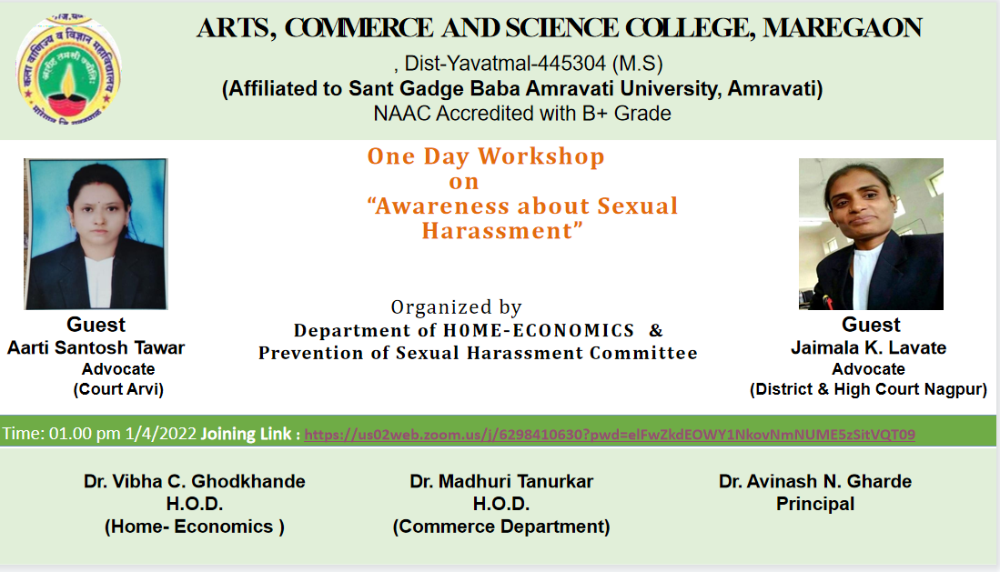 ARTS, COMMERCE AND SCIENCE COLLEGE, MAREGAON
, Dist-Yavatmal-445304 (M.S)
(Affiliated to Sant Gadge Baba Amravati University, Amravati)
NAAC Accredited with B+ Grade
कला वाणिज्य व विज्ञान महाविद्यालय
One Day Workshop
on
“Awareness about Sexual
Harassment”
Organized by
Department of H0ME-ECONOMICS &
Prevention of Sexual Harassment Committee
Guest
Aarti Santosh Tawar
Advocate
(Court Arvi)
Guest
Jaimala K. Lavate
Advocate
(District & High Court Nagpur)
Time: 01.00 pm 1/4/2022 Joining Link : https://us02web.zoom.us/j/6298410630?pwd=elFwZkdEOWY1NkovNmNUME5zSitVQT09
Dr. Vibha C. Ghodkhande
H.O.D.
(Home- Economics )
Dr. Madhuri Tanurkar
H.O.D.
(Commerce Department)
Dr. Avinash N. Gharde
Principal